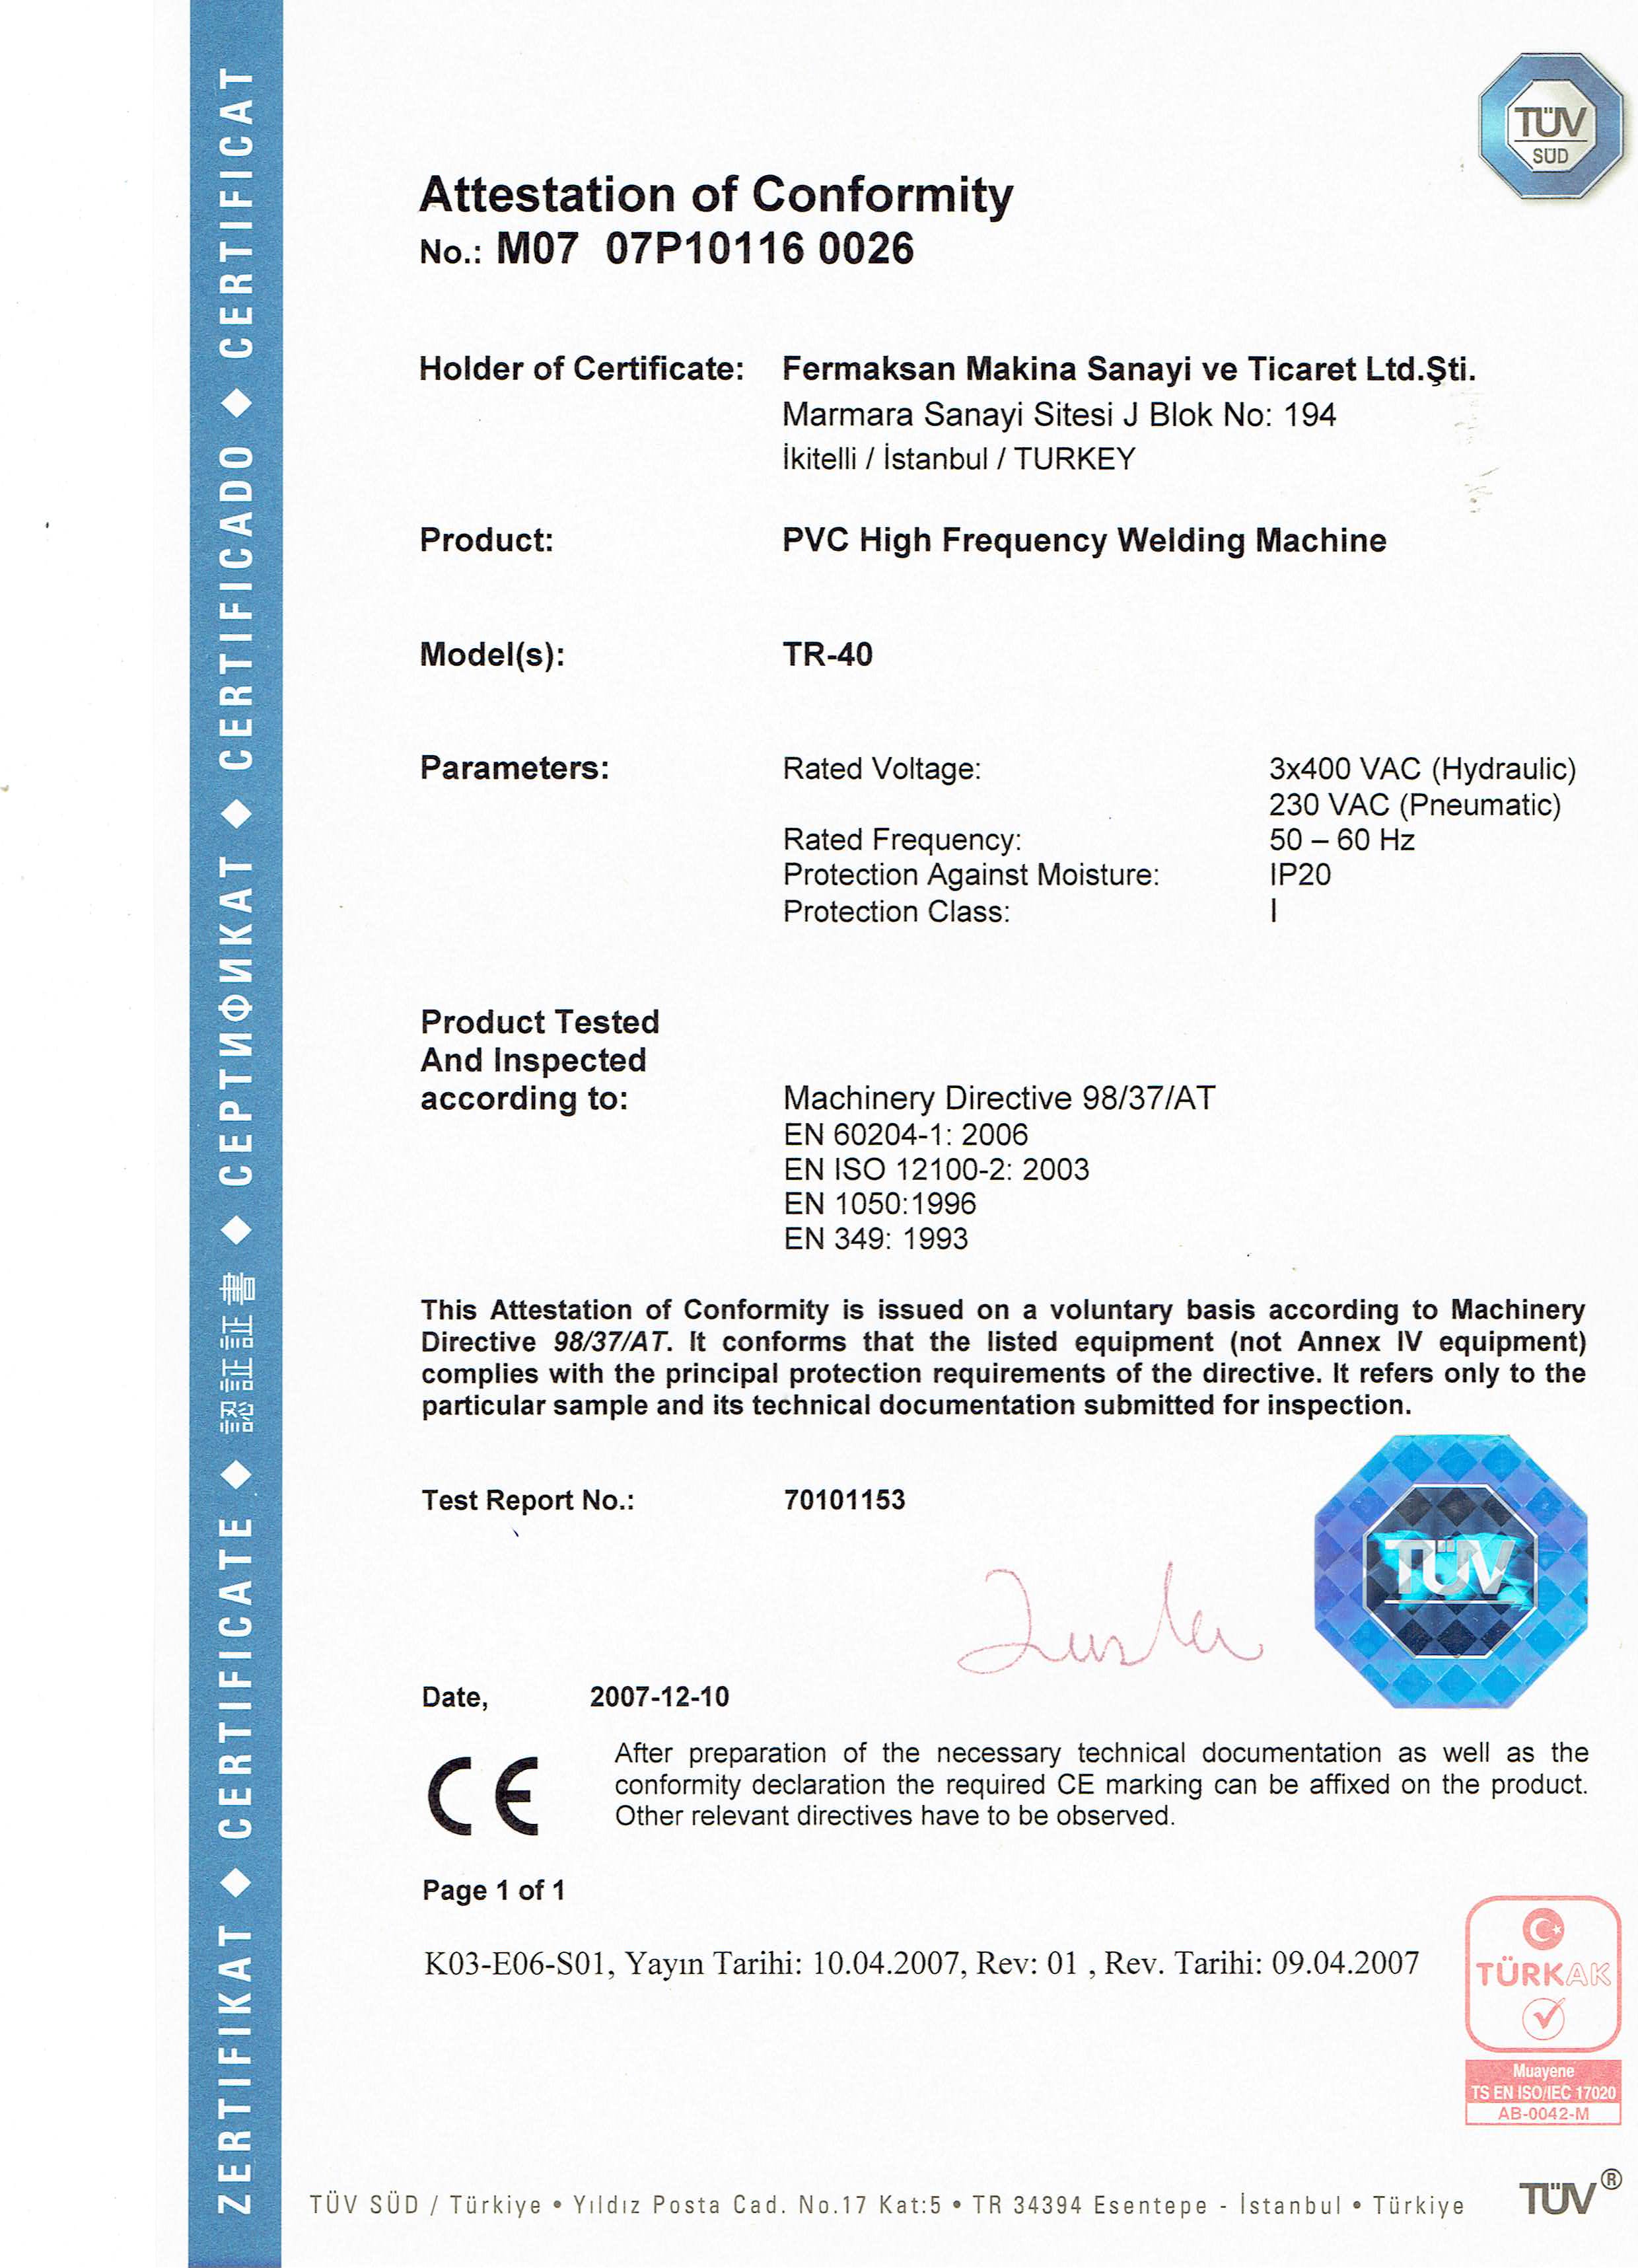 ZERTIFIKAT ◆ CERTIFICATE ◆ 認証証書 ◆ СЕРТИФИКАТ ◆ CERTIFICADO ◆ CERTIFICAT
TÜV
SÜD
Attestation of Conformity
No.: M07 07P10116 0026
Holder of Certificate: Fermaksan Makina Sanayi ve Ticaret Ltd.Şti.
Marmara Sanayi Sitesi J Blok No: 194
İkitelli / İstanbul / TURKEY
Product: PVC High Frequency Welding Machine
Model(s): TR-40
Parameters: Rated Voltage: 3x400 VAC (Hydraulic)
230 VAC (Pneumatic)
Rated Frequency: 50 – 60 Hz
Protection Against Moisture: IP20
Protection Class: I
Product Tested
And Inspected
according to: Machinery Directive 98/37/AT
EN 60204-1: 2006
EN ISO 12100-2: 2003
EN 1050:1996
EN 349: 1993
This Attestation of Conformity is issued on a voluntary basis according to Machinery
Directive 98/37/AT. It conforms that the listed equipment (not Annex IV equipment)
complies with the principal protection requirements of the directive. It refers only to the
particular sample and its technical documentation submitted for inspection.
Test Report No.: 70101153
TÜV
Date, 2007-12-10
CE
After preparation of the necessary technical documentation as well as the
conformity declaration the required CE marking can be affixed on the product.
Other relevant directives have to be observed.
Page 1 of 1
K03-E06-S01, Yayın Tarihi: 10.04.2007, Rev: 01 , Rev. Tarihi: 09.04.2007
TÜRKAK
Muayene
TS EN ISO/IEC 17020
AB-0042-M
TÜV SÜD / Türkiye • Yıldız Posta Cad. No.17 Kat:5 • TR 34394 Esentepe - İstanbul • Türkiye
TÜV®